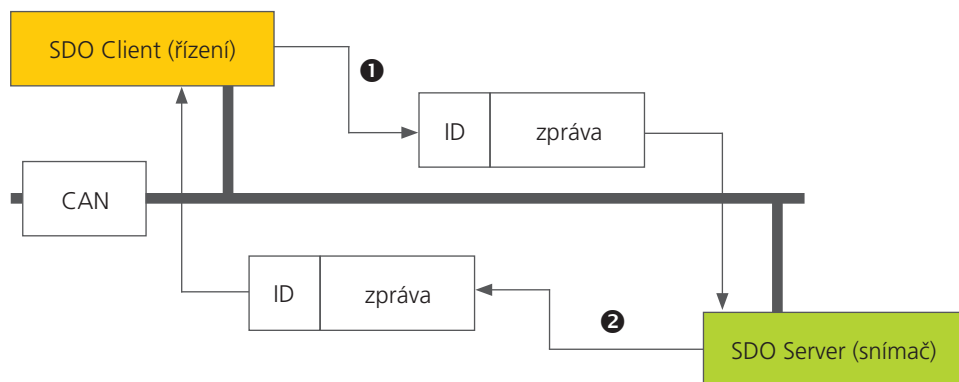 SDO Client (řízení)
❶
ID zpráva
CAN
ID zpráva
❷
SDO Server (snímač)